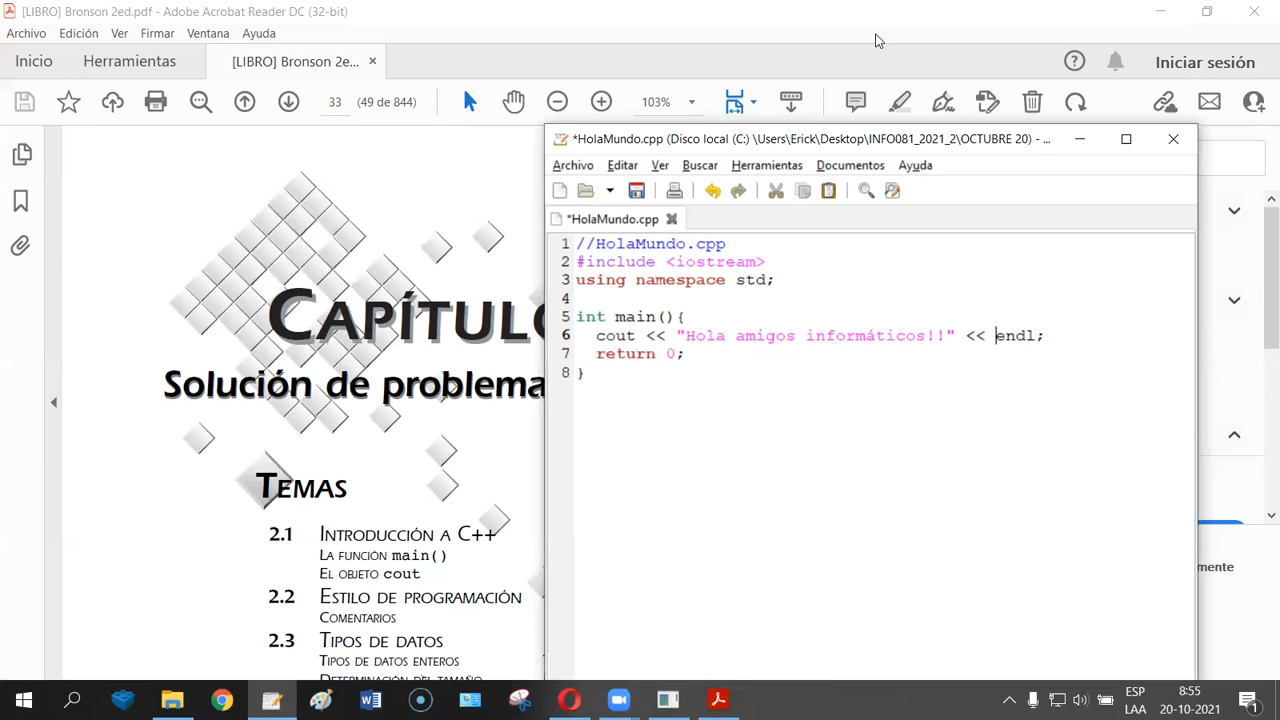 [LIBRO] Bronson 2ed.pdf - Adobe Acrobat Reader DC (32-bit)
Archivo Edición Ver Firmar Ventana Ayuda
Inicio Herramientas [LIBRO] Bronson 2e... × Iniciar sesión
33 (49 de 844) 103%
*HolaMundo.cpp (Disco local (C:) \Users\Erick\Desktop\INFO081_2021_2\OCTUBRE 20) - ...
Archivo Editar Ver Buscar Herramientas Documentos Ayuda
*HolaMundo.cpp
1 //HolaMundo.cpp
2 #include <iostream>
3 using namespace std;
4
5 int main(){
6 cout << "Hola amigos informáticos!!" << endl;
7 return 0;
8 }
CAPÍTULO
Solución de problema
TEMAS
2.1 INTRODUCCIÓN A C++
LA FUNCIÓN main()
EL OBJETO cout
2.2 ESTILO DE PROGRAMACIÓN
COMENTARIOS
2.3 TIPOS DE DATOS
TIPOS DE DATOS ENTEROS
DETERMINACIÓN DEL TAMAÑO
mente
ESP 8:55
LAA 20-10-2021
1